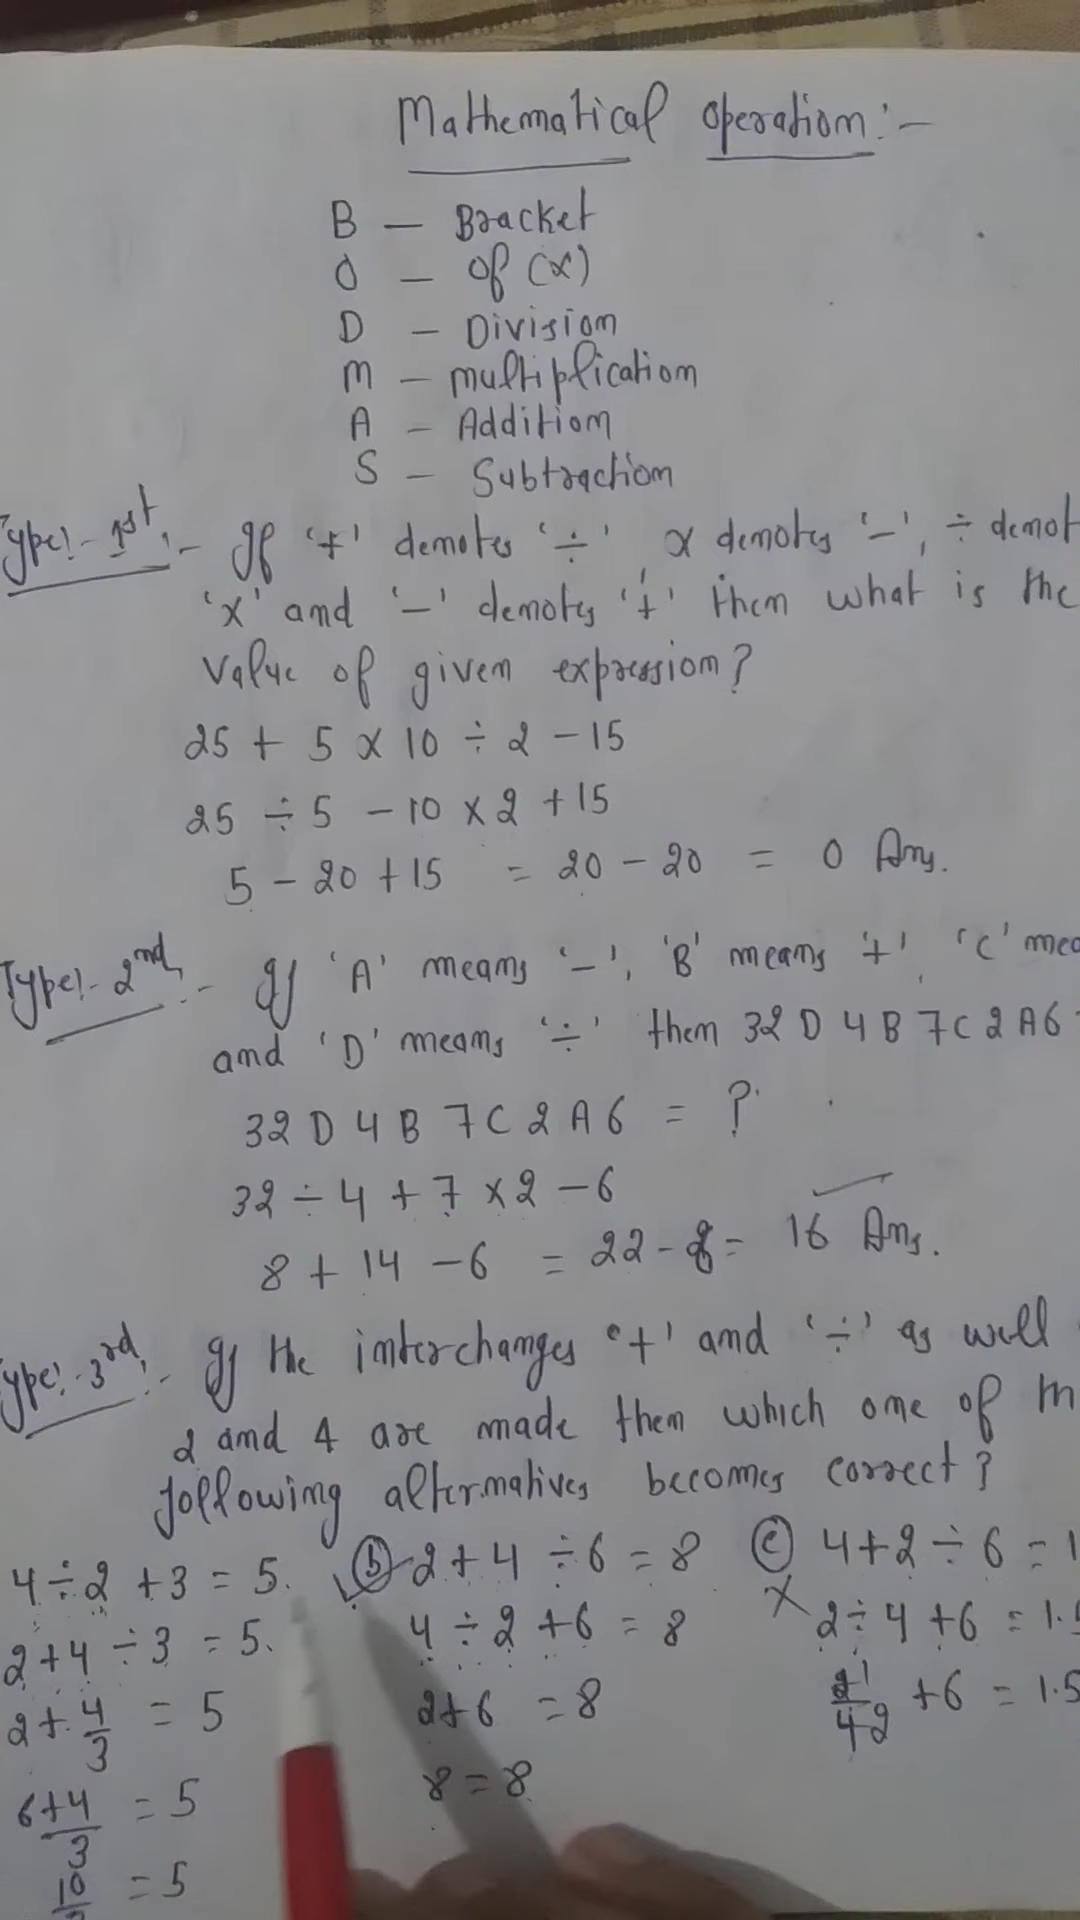 Mathematical Operation:-
B - Bracket
O - of (x)
D - Division
M - Multiplication
A - Addition
S - Subtraction
Type:- 1st :- If '+' denotes '÷' x denotes '-', ÷ denot
'x' and '-' denotes '+' then what is the
Value of given expression?
25 + 5 x 10 ÷ 2 - 15
25 ÷ 5 - 10 x 2 + 15
5 - 20 + 15 = 20 - 20 = 0 Ans.
Type:- 2nd :- If 'A' means '-', 'B' means '+', 'C' mea
and 'D' means '÷' then 32 D 4 B 7 C 2 A 6
32 D 4 B 7 C 2 A 6 = ?
32 ÷ 4 + 7 x 2 - 6
8 + 14 - 6 = 22 - 6 = 16 Ans.
Type:- 3rd :- If the interchanges '+' and '÷' as well
2 and 4 are made then which one of
following alternatives becomes correct?
4 ÷ 2 + 3 = 5. (b) 2 + 4 ÷ 6 = 8 (c) 4 + 2 ÷ 6 = 1
2 + 4 ÷ 3 = 5. 4 ÷ 2 + 6 = 8 x 2 ÷ 4 + 6 = 1.5
2 + 4/3 = 5 2 + 6 = 8 21/42 + 6 = 1.5
6+4/3 = 5 8 = 8
10 = 5